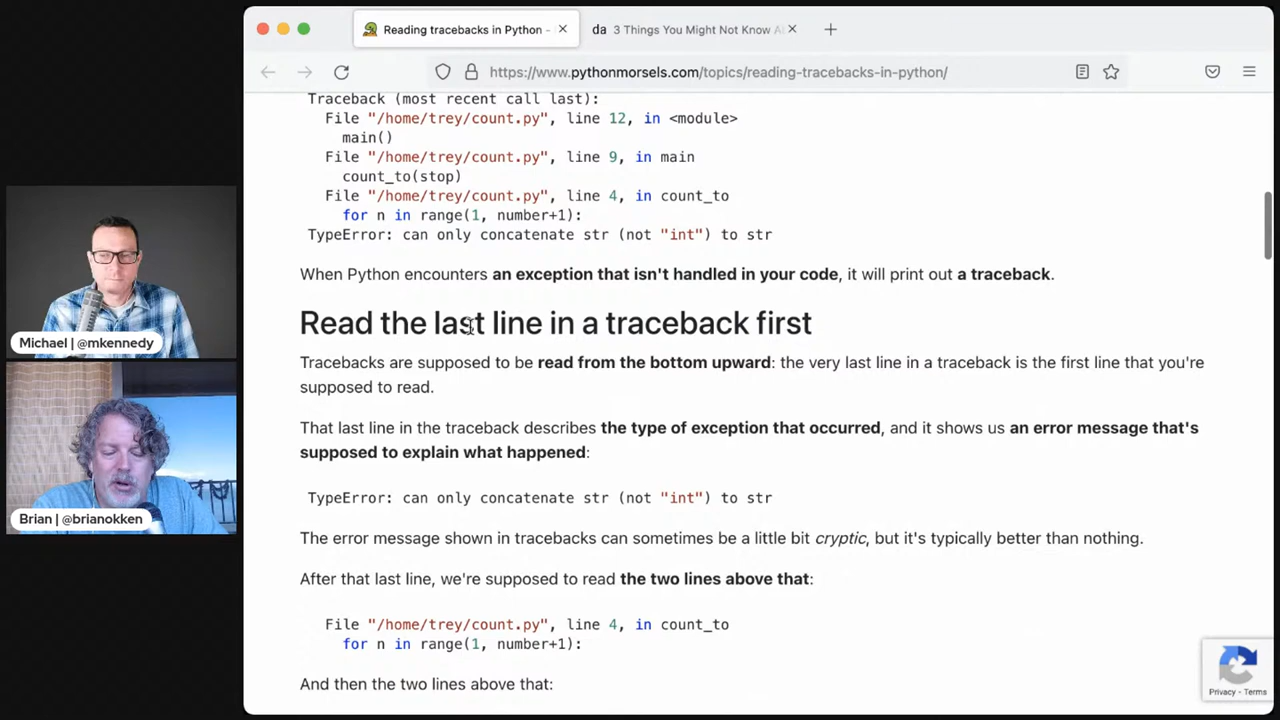 Reading tracebacks in Python -
da 3 Things You Might Not Know A
https://www.pythonmorsels.com/topics/reading-tracebacks-in-python/
Traceback (most recent call last):
File "/home/trey/count.py", line 12, in <module>
main()
File "/home/trey/count.py", line 9, in main
count_to(stop)
File "/home/trey/count.py", line 4, in count_to
for n in range(1, number+1):
TypeError: can only concatenate str (not "int") to str
When Python encounters an exception that isn't handled in your code, it will print out a traceback.
Read the last line in a traceback first
Tracebacks are supposed to be read from the bottom upward: the very last line in a traceback is the first line that you're
supposed to read.
That last line in the traceback describes the type of exception that occurred, and it shows us an error message that's
supposed to explain what happened:
TypeError: can only concatenate str (not "int") to str
The error message shown in tracebacks can sometimes be a little bit cryptic, but it's typically better than nothing.
After that last line, we're supposed to read the two lines above that:
File "/home/trey/count.py", line 4, in count_to
for n in range(1, number+1):
And then the two lines above that:
Michael | @mkennedy
Brian | @brianokken
Privacy - Terms